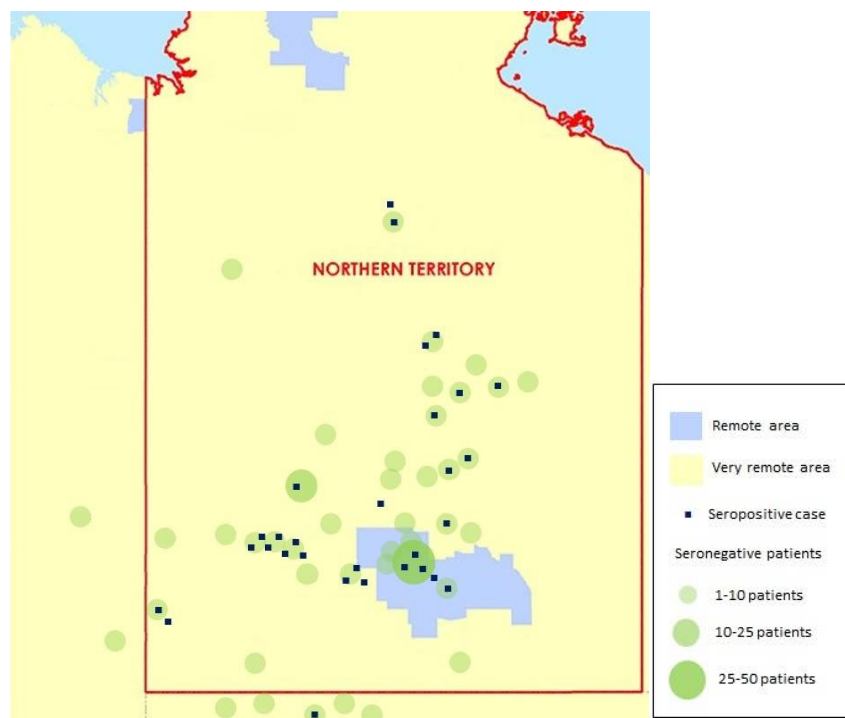 NORTHERN TERRITORY
Remote area
Very remote area
Seropositive case
Seronegative patients
1-10 patients
10-25 patients
25-50 patients